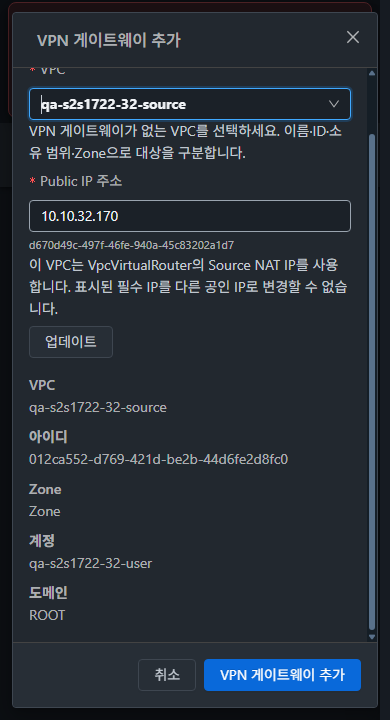 VPN 게이트웨이 추가
* VPC
qa-s2s1722-32-source
VPN 게이트웨이가 없는 VPC를 선택하세요. 이름·ID·소
유 범위·Zone으로 대상을 구분합니다.
* Public IP 주소
10.10.32.170
d670d49c-497f-46fe-940a-45c83202a1d7
이 VPC는 VpcVirtualRouter의 Source NAT IP를 사용
합니다. 표시된 필수 IP를 다른 공인 IP로 변경할 수 없습
니다.
업데이트
VPC
qa-s2s1722-32-source
아이디
012ca552-d769-421d-be2b-44d6fe2d8fc0
Zone
Zone
계정
qa-s2s1722-32-user
도메인
ROOT
취소
VPN 게이트웨이 추가